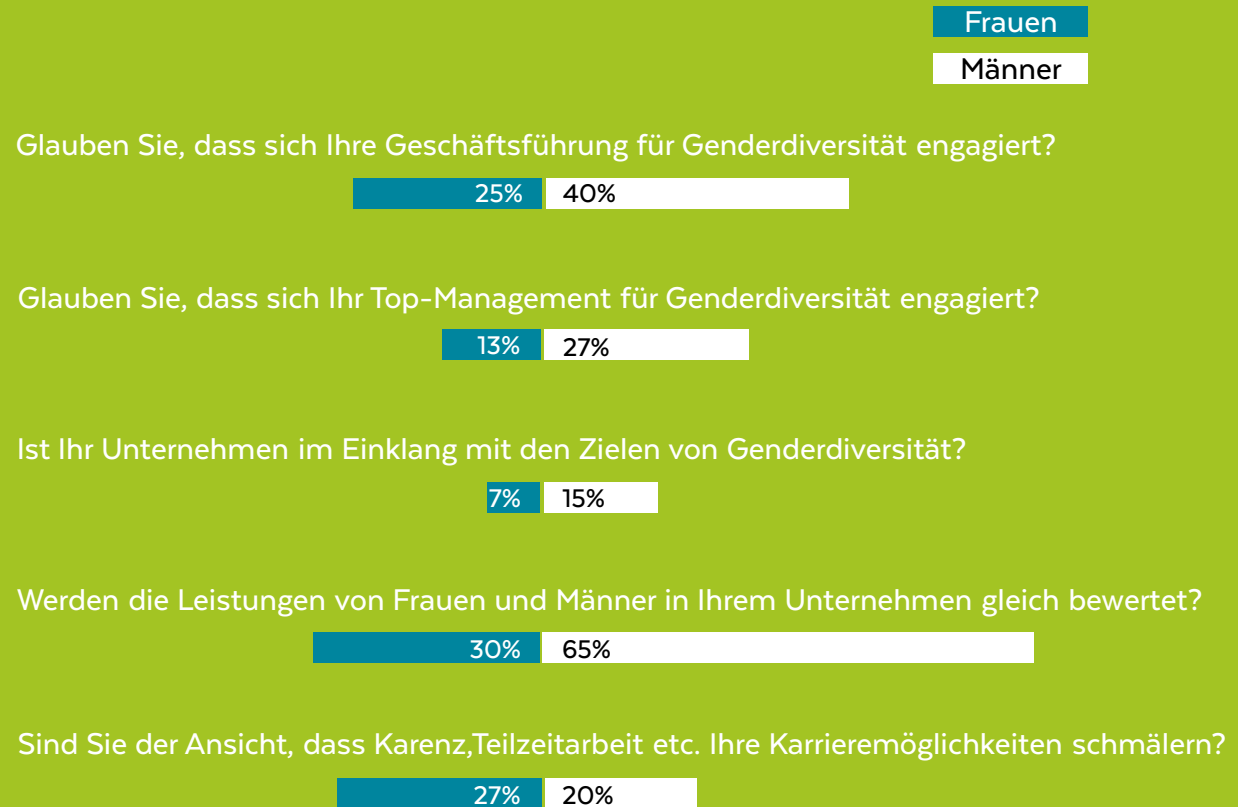 Frauen
Männer
Glauben Sie, dass sich Ihre Geschäftsführung für Genderdiversität engagiert?
25% 40%
Glauben Sie, dass sich Ihr Top-Management für Genderdiversität engagiert?
13% 27%
Ist Ihr Unternehmen im Einklang mit den Zielen von Genderdiversität?
7% 15%
Werden die Leistungen von Frauen und Männer in Ihrem Unternehmen gleich bewertet?
30% 65%
Sind Sie der Ansicht, dass Karenz,Teilzeitarbeit etc. Ihre Karrieremöglichkeiten schmälern?
27% 20%